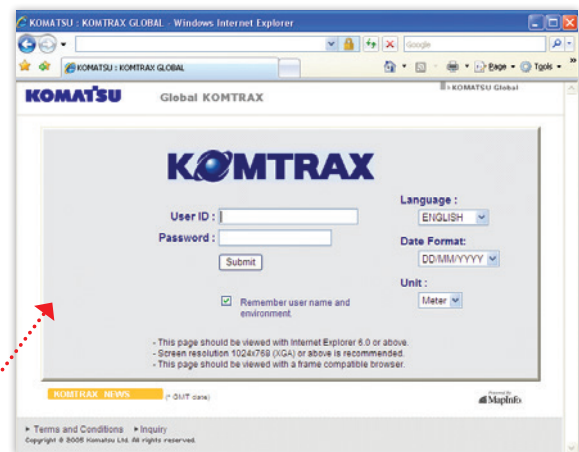 KOMATSU : KOMTRAX GLOBAL - Windows Internet Explorer
Google
KOMATSU : KOMTRAX GLOBAL
Page
Tools
»
KOMATSU Global KOMTRAX
KOMATSU Global
KOMTRAX
Language :
User ID :
ENGLISH
Password :
Date Format:
Submit
DD/MM/YYYY
Unit :
Remember user name and
environment.
Meter
- This page should be viewed with Internet Explorer 6.0 or above.
- Screen resolution 1024x768 (XGA) or above is recommended.
- This page should be viewed with a frame compatible browser.
KOMTRAX NEWS (* GMT date)
Powered by
MapInfo
Terms and Conditions Inquiry
Copyright © 2005 Komatsu Ltd. All rights reserved.